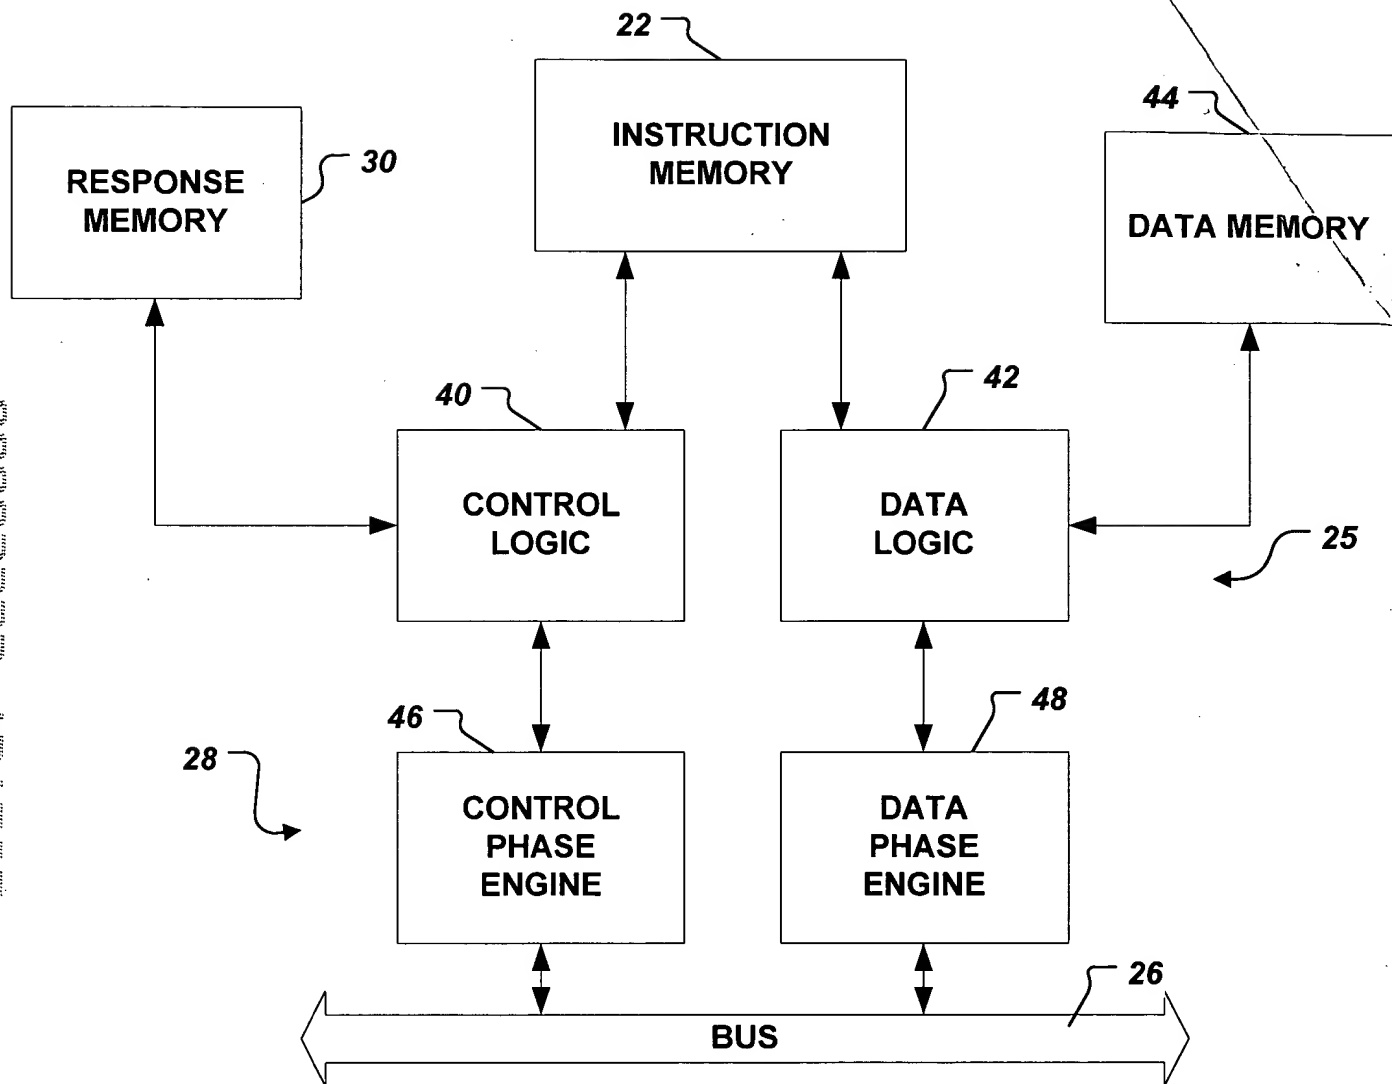 22
INSTRUCTION
MEMORY
44
DATA MEMORY
30
RESPONSE
MEMORY
40
CONTROL
LOGIC
42
DATA
LOGIC
25
46
CONTROL
PHASE
ENGINE
48
DATA
PHASE
ENGINE
28
26
BUS